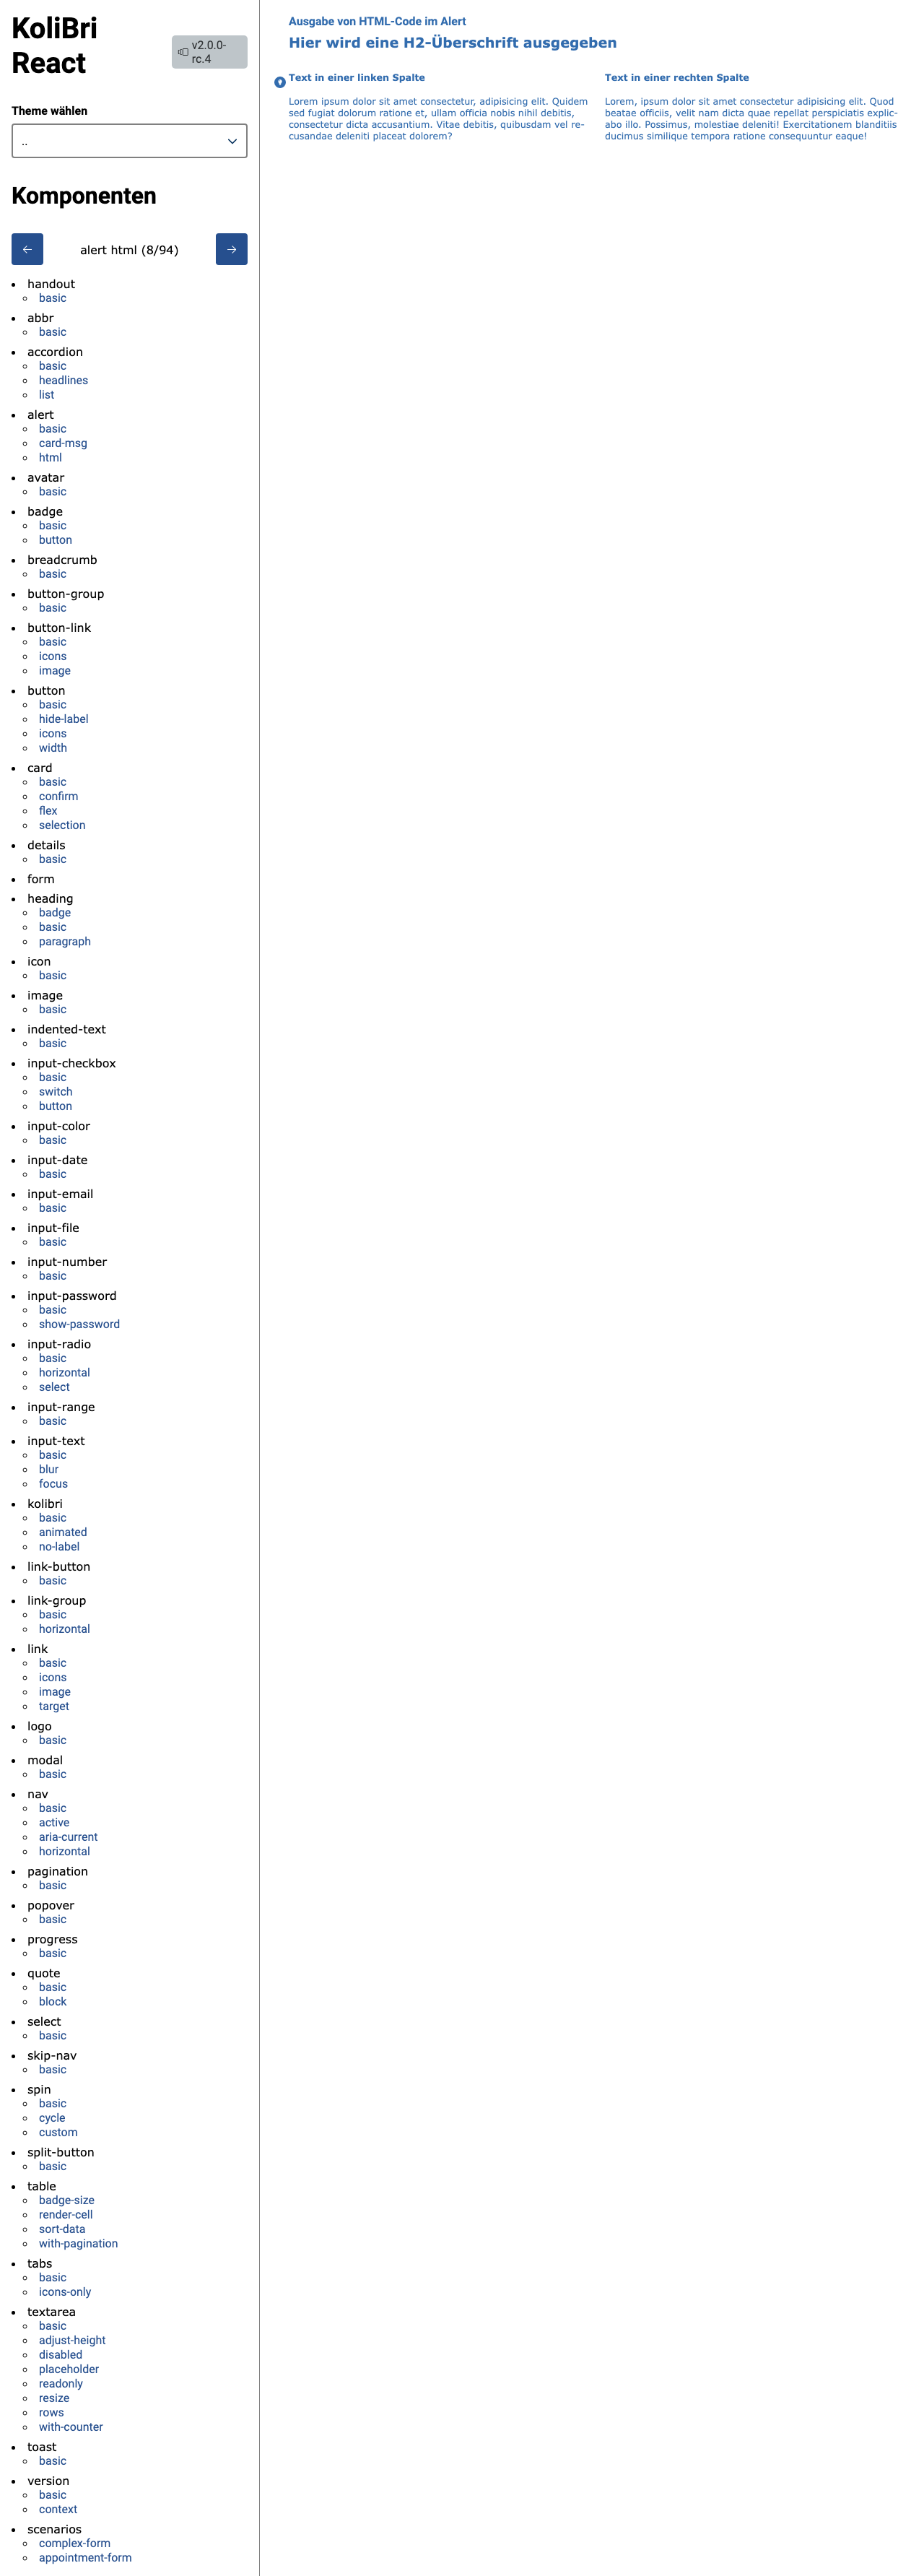 KoliBri
React
v2.0.0-
rc.4
Theme wählen
..
Komponenten
← alert html (8/94) →
handout
basic
abbr
basic
accordion
basic
headlines
list
alert
basic
card-msg
html
avatar
basic
badge
basic
button
breadcrumb
basic
button-group
basic
button-link
basic
icons
image
button
basic
hide-label
icons
width
card
basic
confirm
flex
selection
details
basic
form
heading
badge
basic
paragraph
icon
basic
image
basic
indented-text
basic
input-checkbox
basic
switch
button
input-color
basic
input-date
basic
input-email
basic
input-file
basic
input-number
basic
input-password
basic
show-password
input-radio
basic
horizontal
select
input-range
basic
input-text
basic
blur
focus
kolibri
basic
animated
no-label
link-button
basic
link-group
basic
horizontal
link
basic
icons
image
target
logo
basic
modal
basic
nav
basic
active
aria-current
horizontal
pagination
basic
popover
basic
progress
basic
quote
basic
block
select
basic
skip-nav
basic
spin
basic
cycle
custom
split-button
basic
table
badge-size
render-cell
sort-data
with-pagination
tabs
basic
icons-only
textarea
basic
adjust-height
disabled
placeholder
readonly
resize
rows
with-counter
toast
basic
version
basic
context
scenarios
complex-form
appointment-form
Ausgabe von HTML-Code im Alert
Hier wird eine H2-Überschrift ausgegeben
Text in einer linken Spalte
Lorem ipsum dolor sit amet consectetur, adipisicing elit. Quidem
sed fugiat dolorum ratione et, ullam officia nobis nihil debitis,
consectetur dicta accusantium. Vitae debitis, quibusdam vel re-
cusandae deleniti placeat dolorem?
Text in einer rechten Spalte
Lorem, ipsum dolor sit amet consectetur adipisicing elit. Quod
beatae officiis, velit nam dicta quae repellat perspiciatis explic-
abo illo. Possimus, molestiae deleniti! Exercitationem blanditiis
ducimus similique tempora ratione consequuntur eaque!